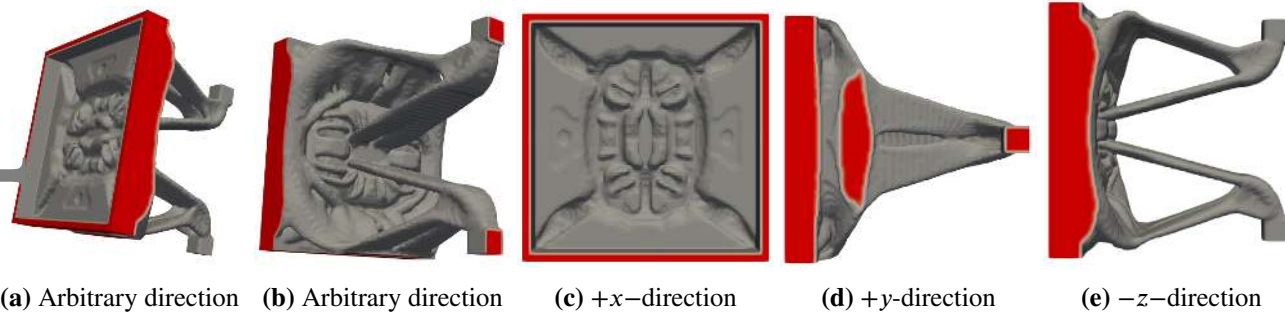 (a) Arbitrary direction (b) Arbitrary direction (c) +x−direction (d) +y-direction (e) −z−direction